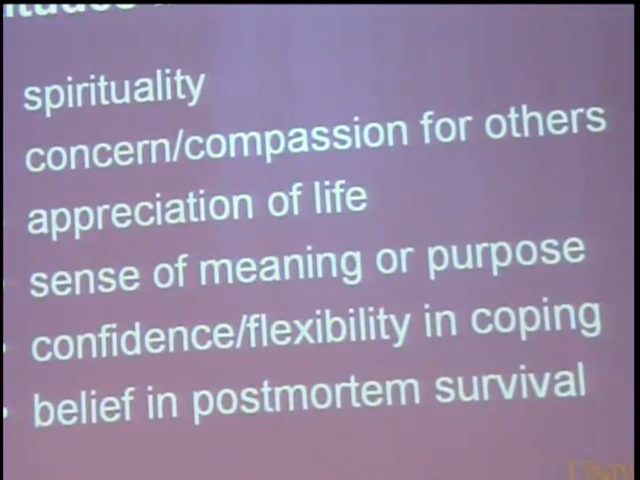 spirituality
concern/compassion for others
appreciation of life
• sense of meaning or purpose
• confidence/flexibility in coping
• belief in postmortem survival